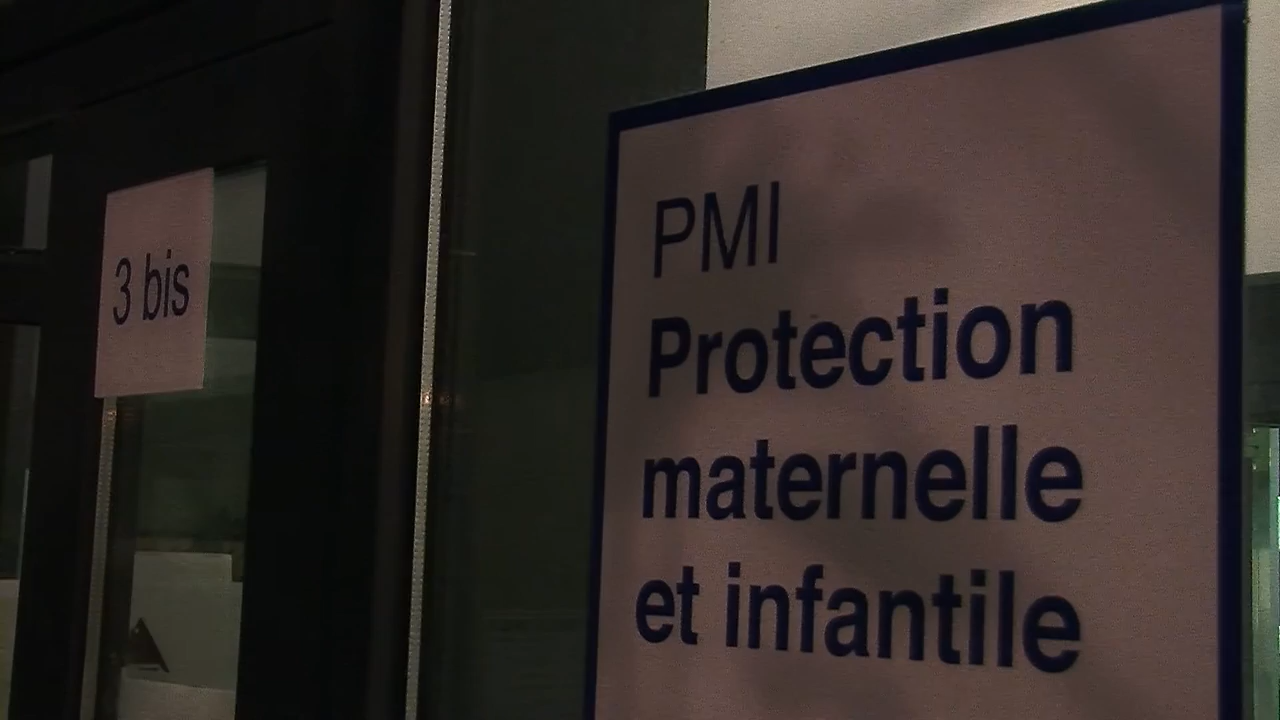 3 bis
PMI
Protection
maternelle
et infantile